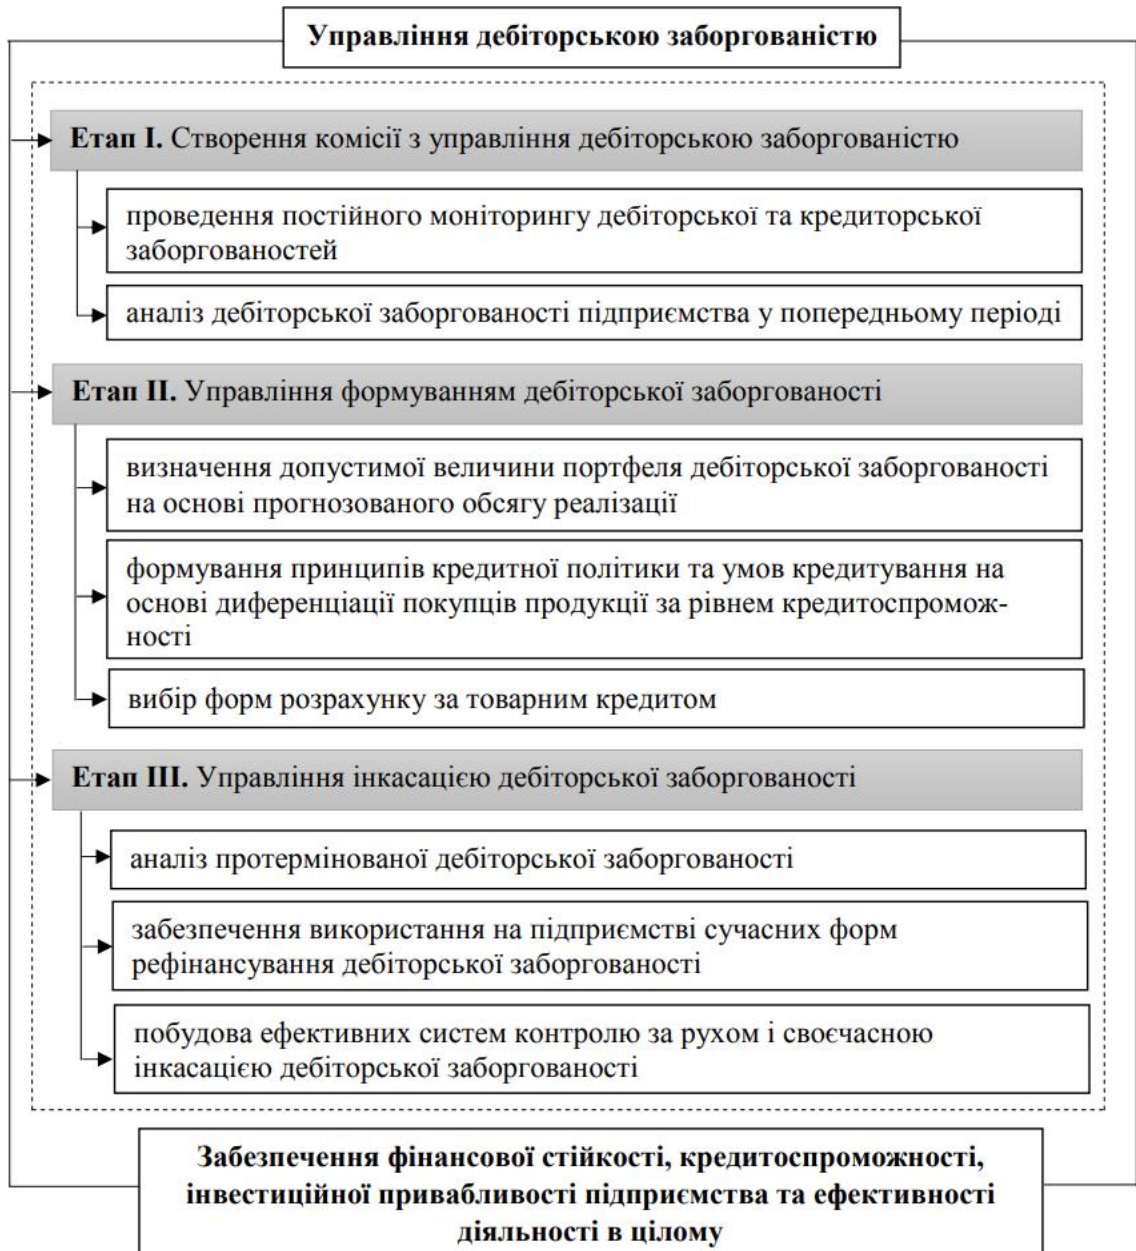 Управління дебіторською заборгованістю
Етап І. Створення комісії з управління дебіторською заборгованістю
проведення постійного моніторингу дебіторської та кредиторської
заборгованостей
аналіз дебіторської заборгованості підприємства у попередньому періоді
Етап ІІ. Управління формуванням дебіторської заборгованості
визначення допустимої величини портфеля дебіторської заборгованості
на основі прогнозованого обсягу реалізації
формування принципів кредитної політики та умов кредитування на
основі диференціації покупців продукції за рівнем кредитоспромож-
ності
вибір форм розрахунку за товарним кредитом
Етап ІІІ. Управління інкасацією дебіторської заборгованості
аналіз протермінованої дебіторської заборгованості
забезпечення використання на підприємстві сучасних форм
рефінансування дебіторської заборгованості
побудова ефективних систем контролю за рухом і своєчасною
інкасацією дебіторської заборгованості
Забезпечення фінансової стійкості, кредитоспроможності,
інвестиційної привабливості підприємства та ефективності
діяльності в цілому